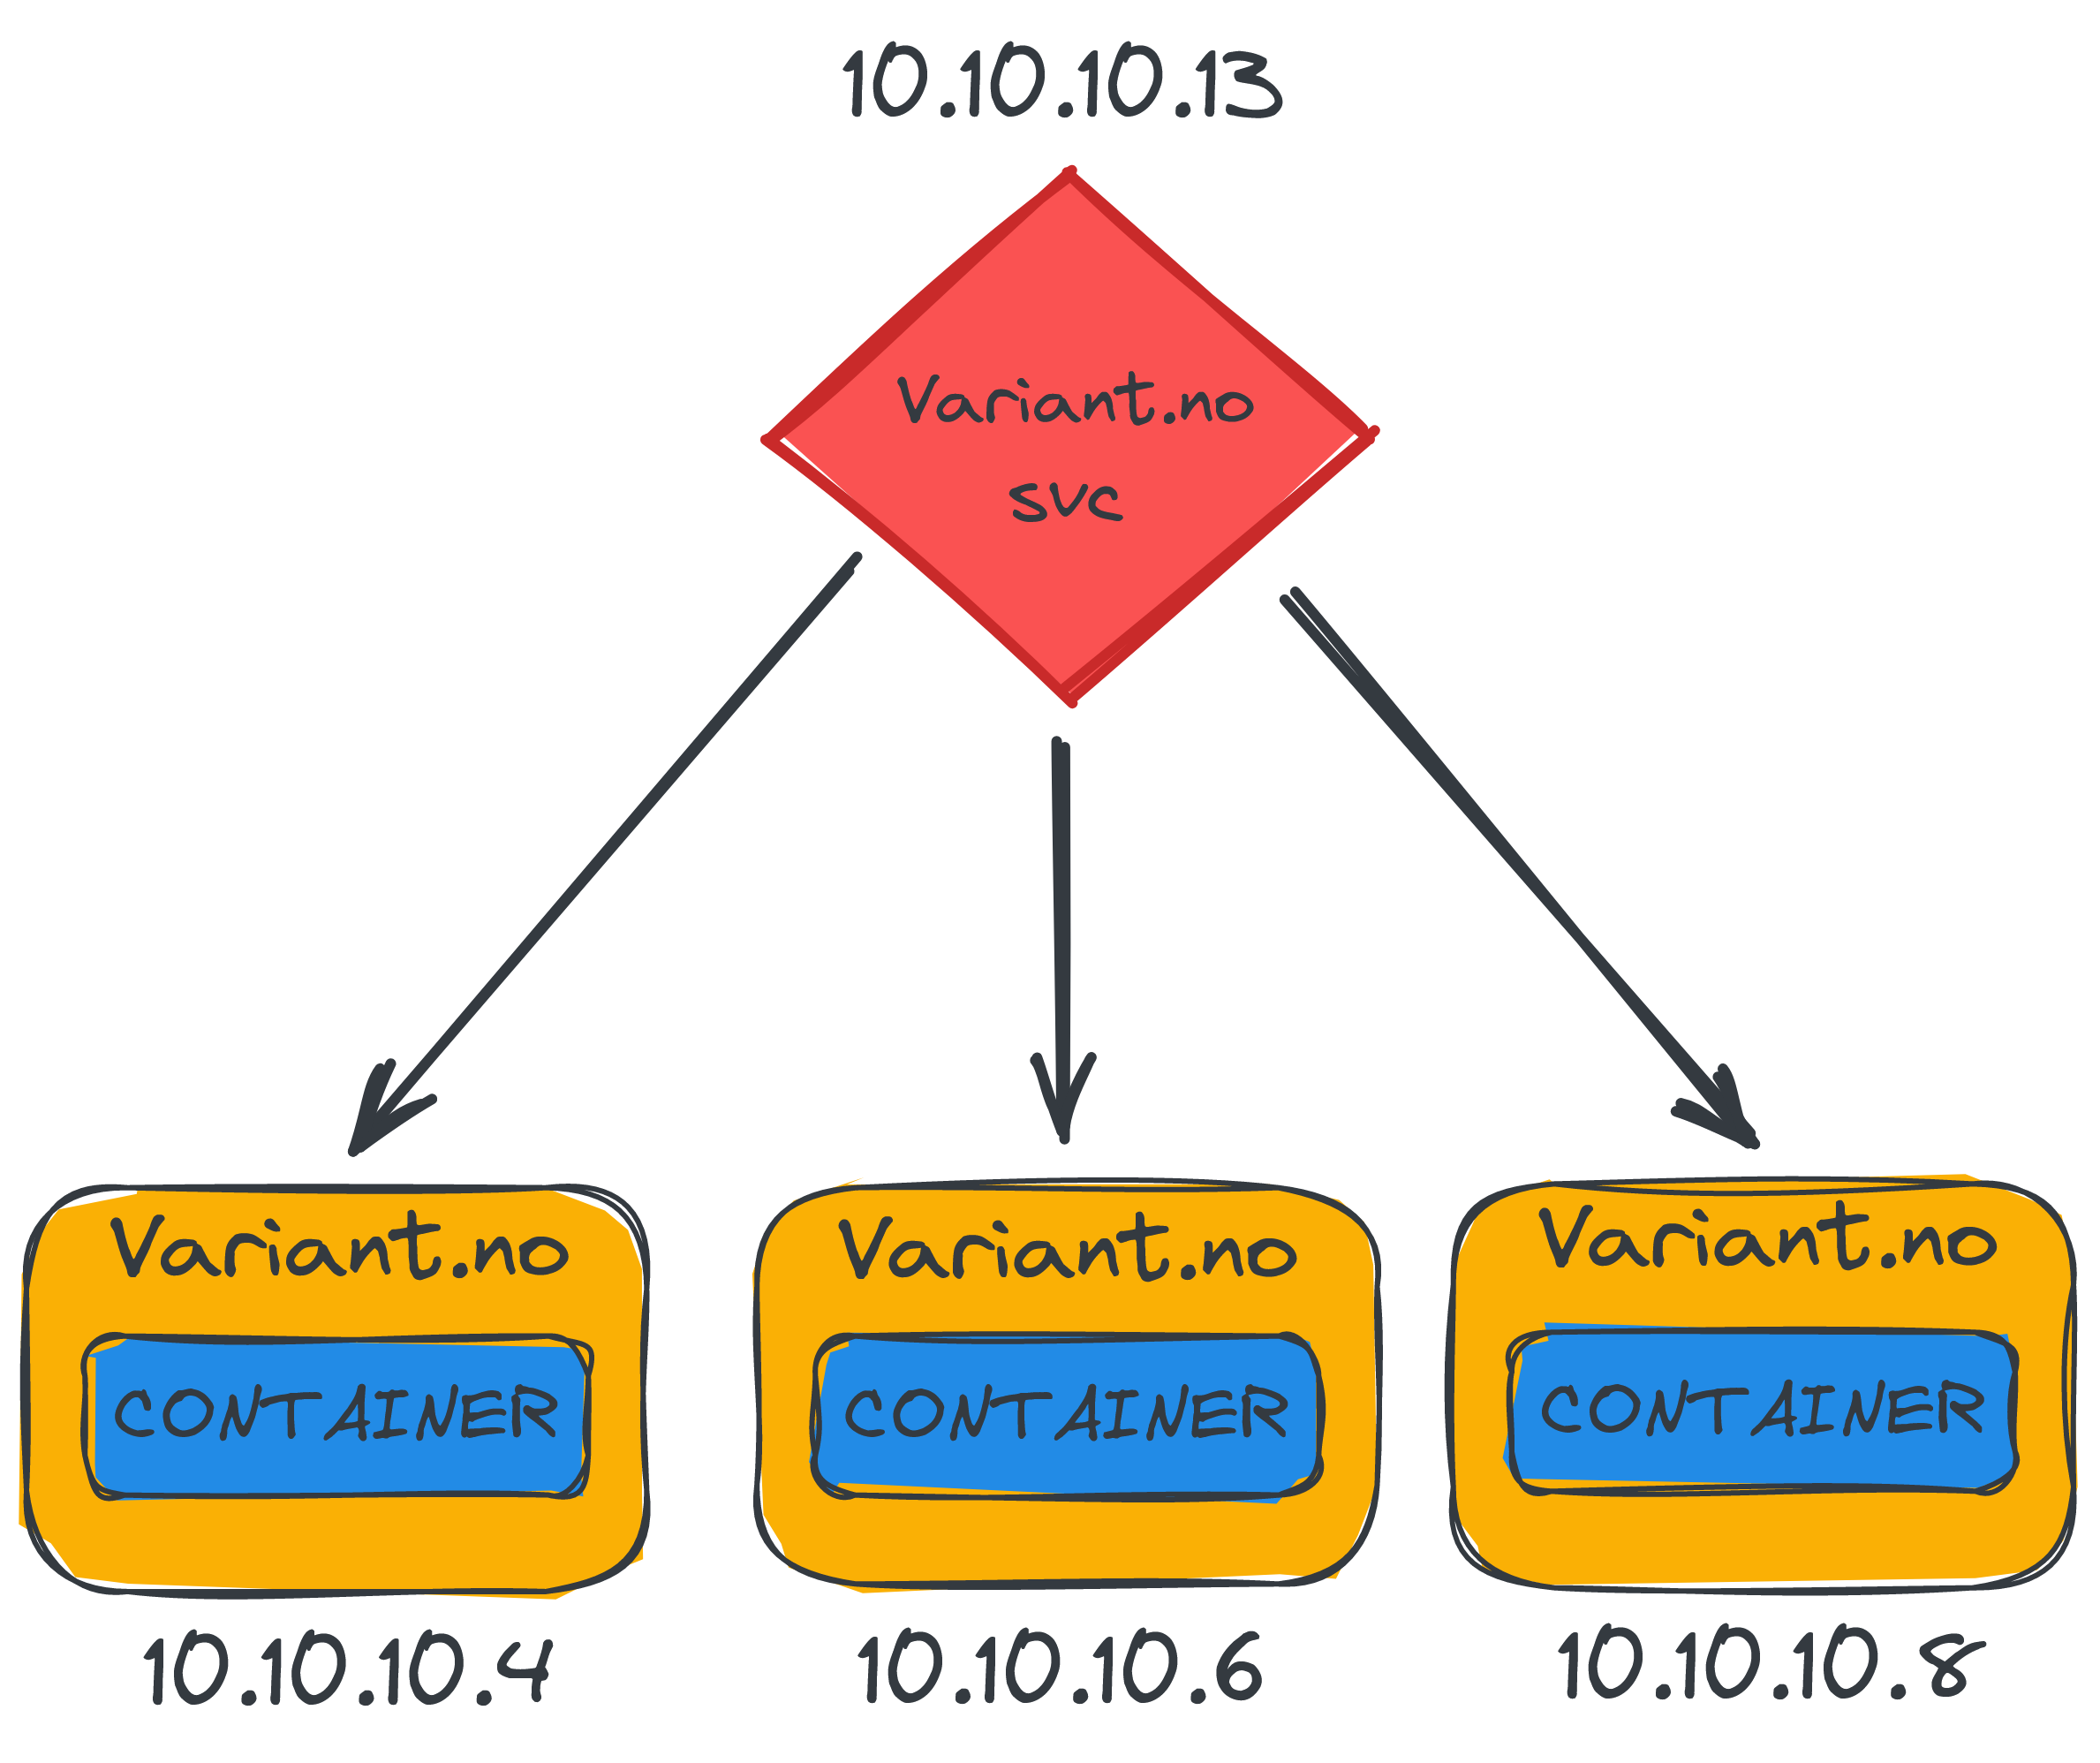 10.10.10.13
Variant.no
svc
Variant.no
CONTAINER
10.10.10.4
Variant.no
CONTAINER
10.10.10.6
Variant.no
CONTAINER
10.10.10.8